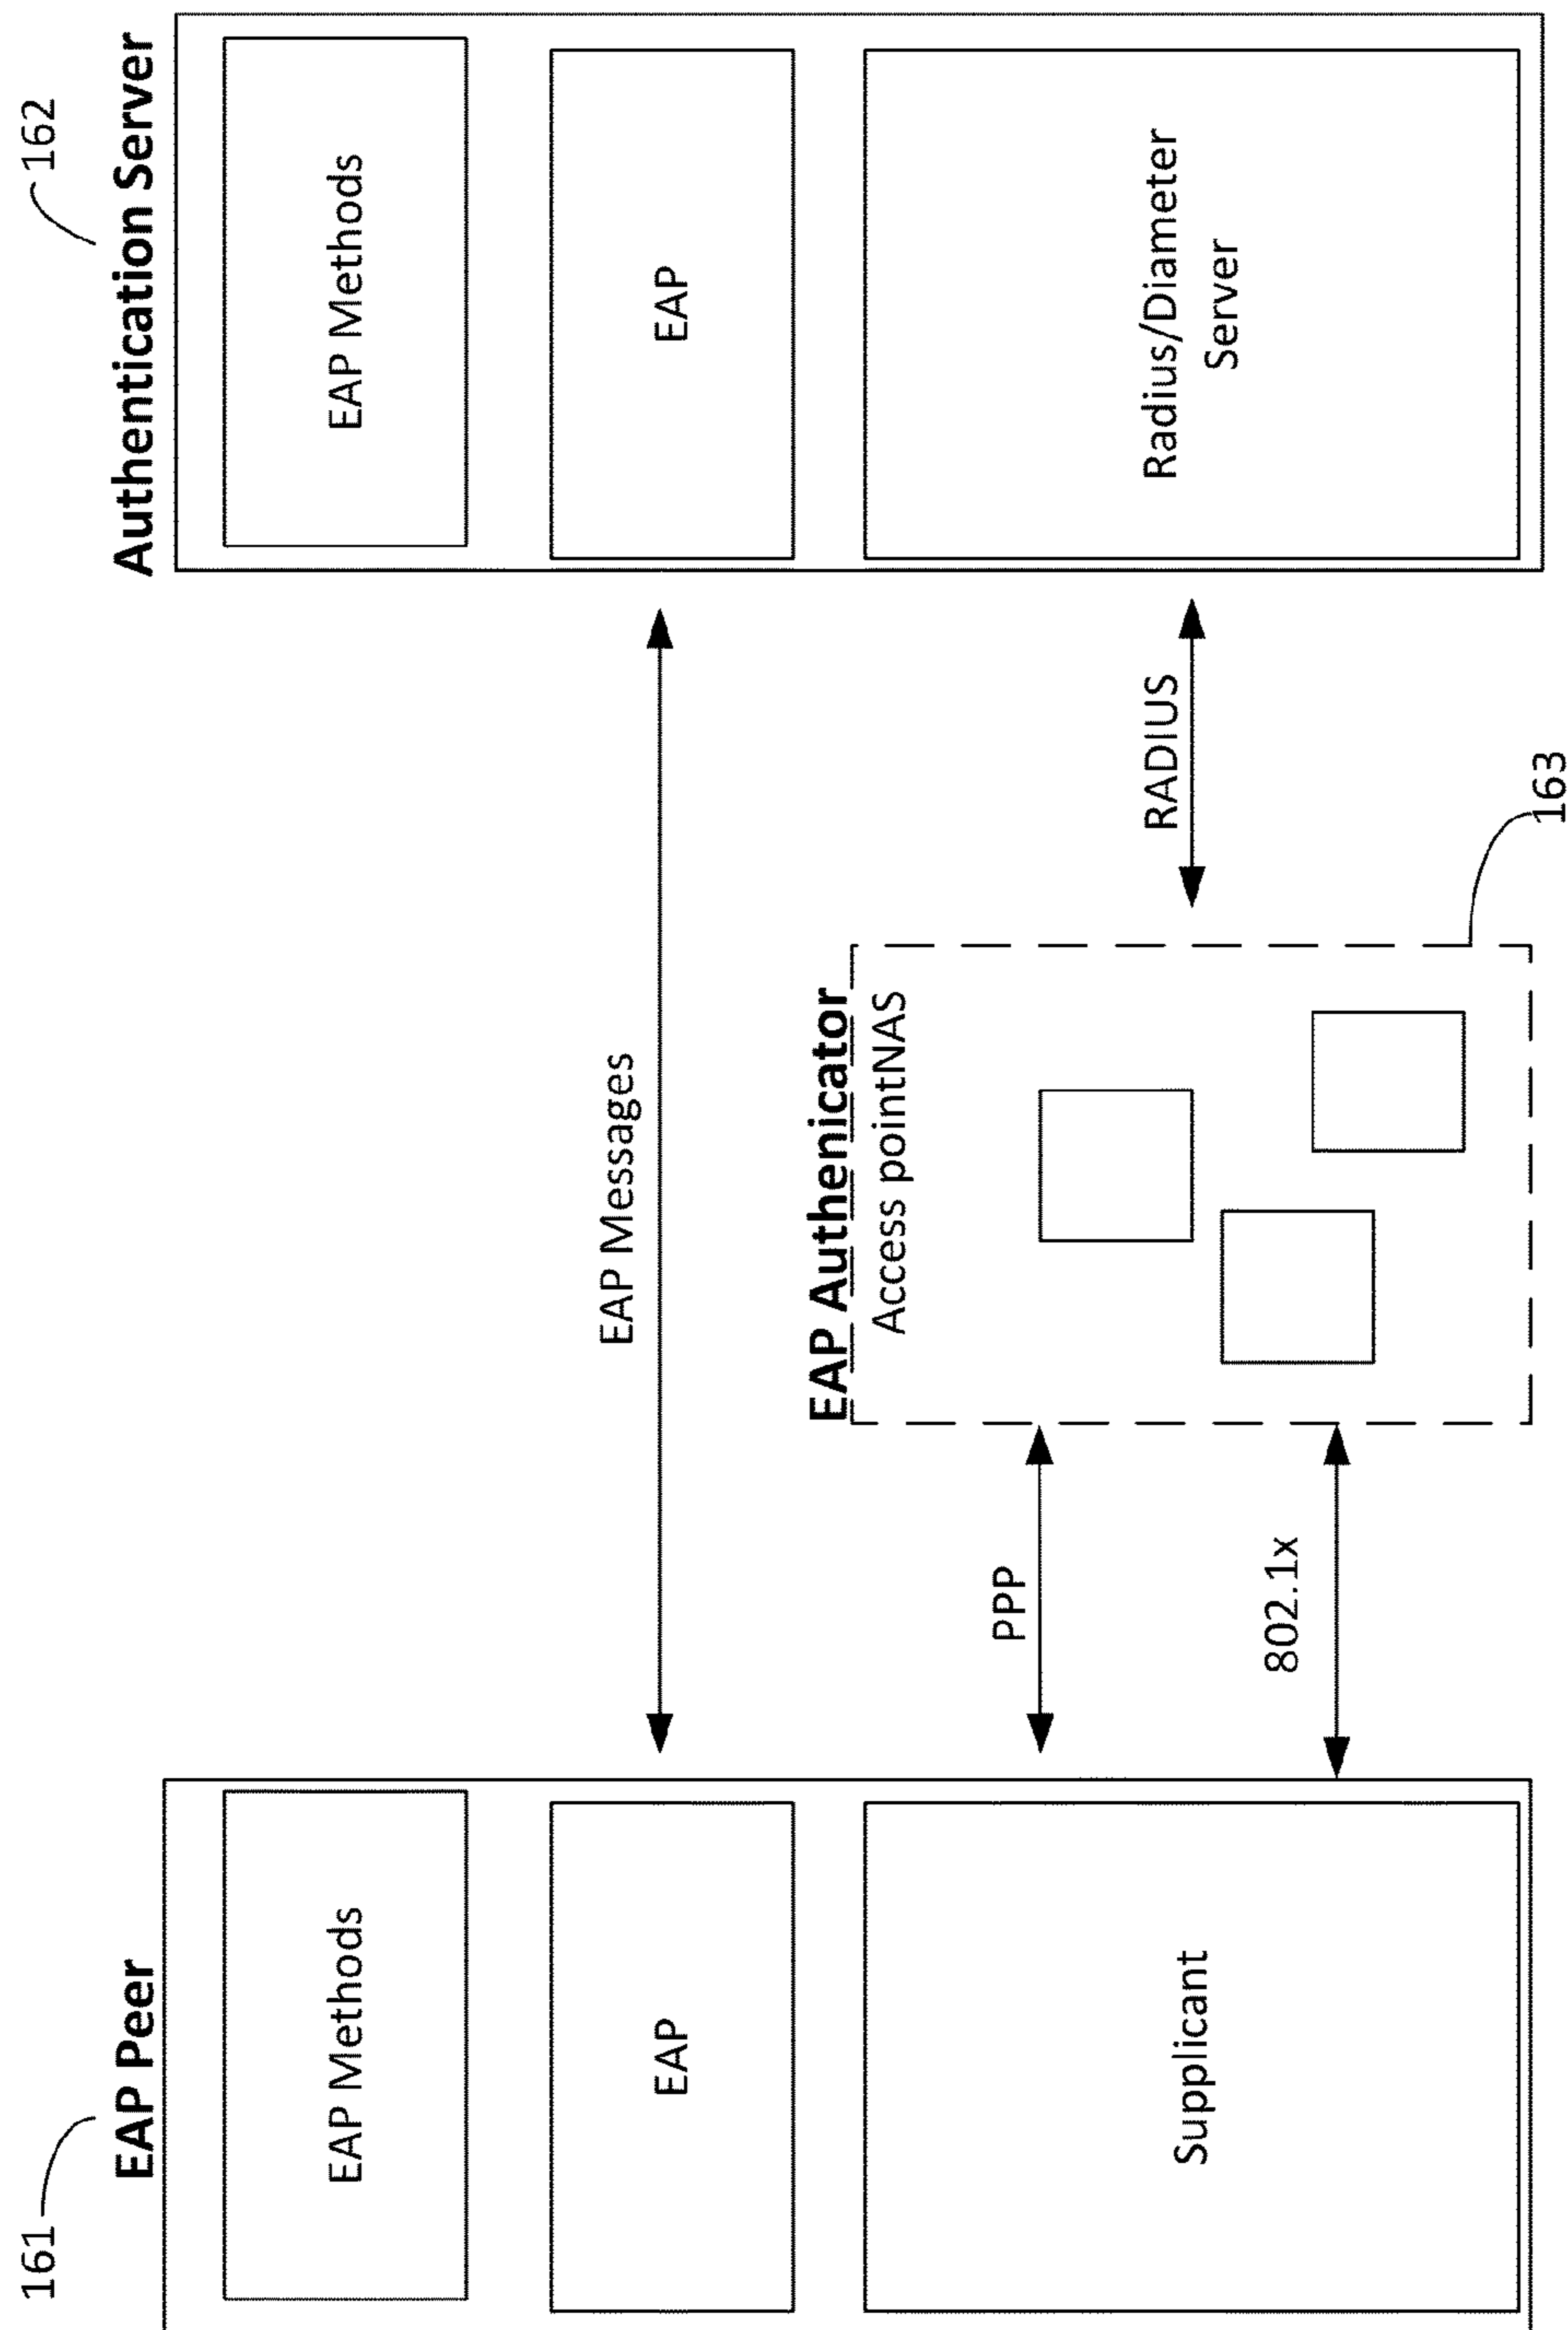 161
EAP Peer
EAP Methods
EAP
Supplicant
EAP Messages
PPP
802.1x
EAP Authenicator
Access pointNAS
163
RADIUS
162
Authentication Server
EAP Methods
EAP
Radius/Diameter
Server